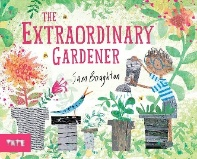 THE
EXTRAORDINARY
GARDENER
Sam Boughton
TATE